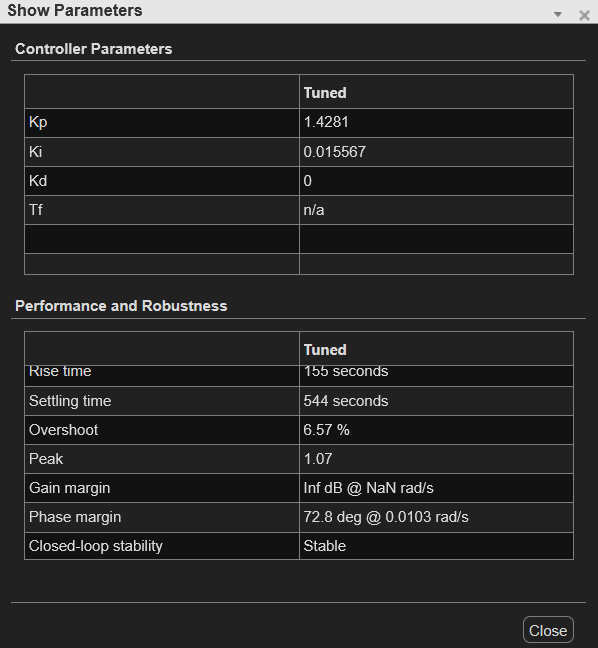 Show Parameters
Controller Parameters
Tuned
Kp 1.4281
Ki 0.015567
Kd 0
Tf n/a
Performance and Robustness
Tuned
Rise time 155 seconds
Settling time 544 seconds
Overshoot 6.57 %
Peak 1.07
Gain margin Inf dB @ NaN rad/s
Phase margin 72.8 deg @ 0.0103 rad/s
Closed-loop stability Stable
Close